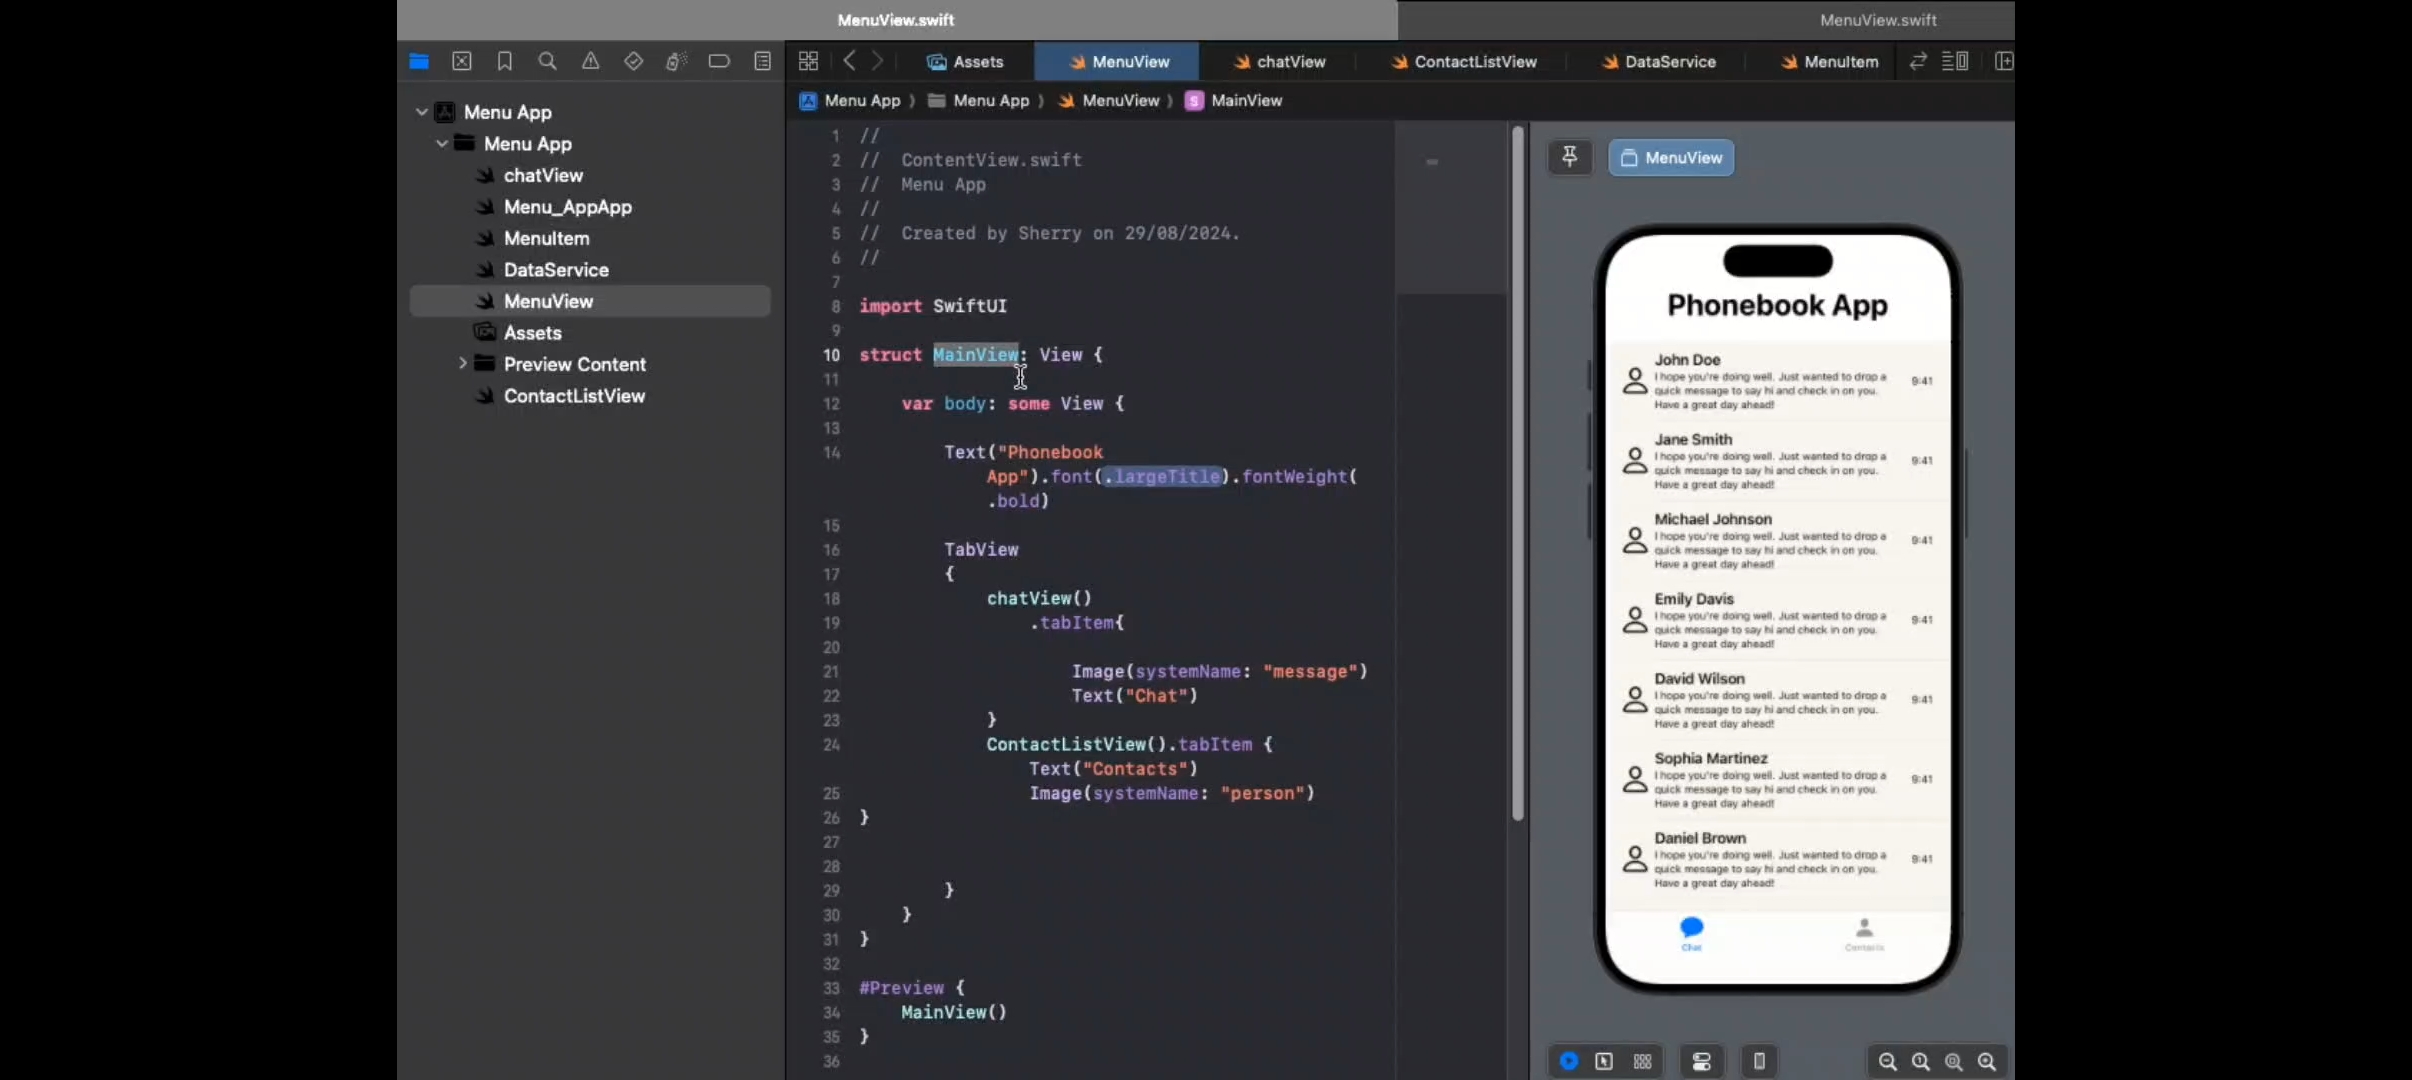 MenuView.swift
MenuView.swift
Assets
MenuView
chatView
ContactListView
DataService
MenuItem
Menu App
Menu App
chatView
Menu_AppApp
MenuItem
DataService
MenuView
Assets
Preview Content
ContactListView
Menu App ⟩ Menu App ⟩ MenuView ⟩ S MainView
1 //
2 // ContentView.swift
3 // Menu App
4 //
5 // Created by Sherry on 29/08/2024.
6 //
7
8 import SwiftUI
9
10 struct MainView: View {
11
12 var body: some View {
13
14 Text("Phonebook
App").font(.largeTitle).fontWeight(
.bold)
15
16 TabView
17 {
18 chatView()
19 .tabItem{
20
21 Image(systemName: "message")
22 Text("Chat")
23 }
24 ContactListView().tabItem {
Text("Contacts")
25 Image(systemName: "person")
26 }
27
28
29 }
30 }
31 }
32
33 #Preview {
34 MainView()
35 }
36
MenuView
Phonebook App
John Doe
I hope you're doing well. Just wanted to drop a
quick message to say hi and check in on you.
Have a great day ahead!
9:41
Jane Smith
I hope you're doing well. Just wanted to drop a
quick message to say hi and check in on you.
Have a great day ahead!
9:41
Michael Johnson
I hope you're doing well. Just wanted to drop a
quick message to say hi and check in on you.
Have a great day ahead!
9:41
Emily Davis
I hope you're doing well. Just wanted to drop a
quick message to say hi and check in on you.
Have a great day ahead!
9:41
David Wilson
I hope you're doing well. Just wanted to drop a
quick message to say hi and check in on you.
Have a great day ahead!
9:41
Sophia Martinez
I hope you're doing well. Just wanted to drop a
quick message to say hi and check in on you.
Have a great day ahead!
9:41
Daniel Brown
I hope you're doing well. Just wanted to drop a
quick message to say hi and check in on you.
Have a great day ahead!
9:41
Chat
Contacts